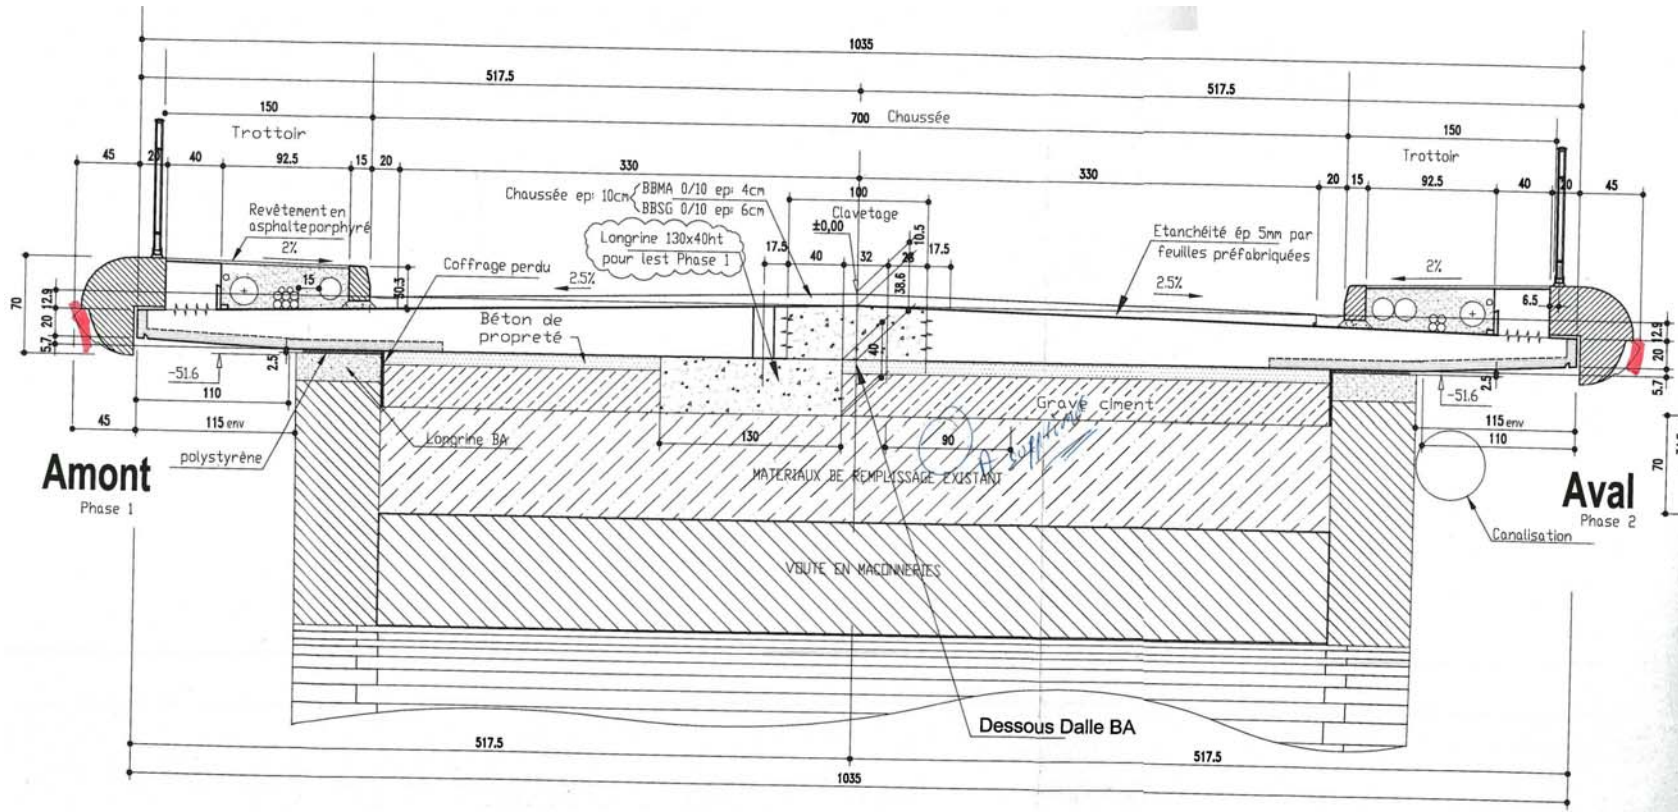 1035
517.5
517.5
150
700 Chaussée
150
Trottoir
Trottoir
45
20
40
92.5
15
20
330
330
20
15
92.5
40
20
45
Chaussée ep: 10cm
BBMA 0/10 ep: 4cm
BBSG 0/10 ep: 6cm
100
Clavetage
±0,00
10.5
Revêtement en
asphalteporphyré
2%
Longrine 130x40ht
pour lest Phase 1
17.5
40
32
17.5
Etanchéité ép 5mm par
feuilles préfabriquées
2%
Coffrage perdu
2.5%
38.6
2.5%
15
6.5
70
12.9
20
5.7
Béton de
propreté
40
12.9
20
5.7
2.5
2.5
-51.6
-51.6
110
Grave ciment
A supprimé
45
115 env
Longrine BA
130
90
115 env
110
70
polystyrène
MATERIAUX DE REMPLISSAGE EXISTANT
Amont
Phase 1
Aval
Phase 2
Canalisation
VOUTE EN MACONNERIES
Dessous Dalle BA
517.5
517.5
1035